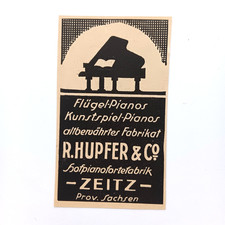 Flügel-Pianos
Kunstspiel-Pianos
altbewährtes Fabrikat
R. HUPFER & Co.
Hofpianofortefabrik
– ZEITZ –
Prov. Sachsen